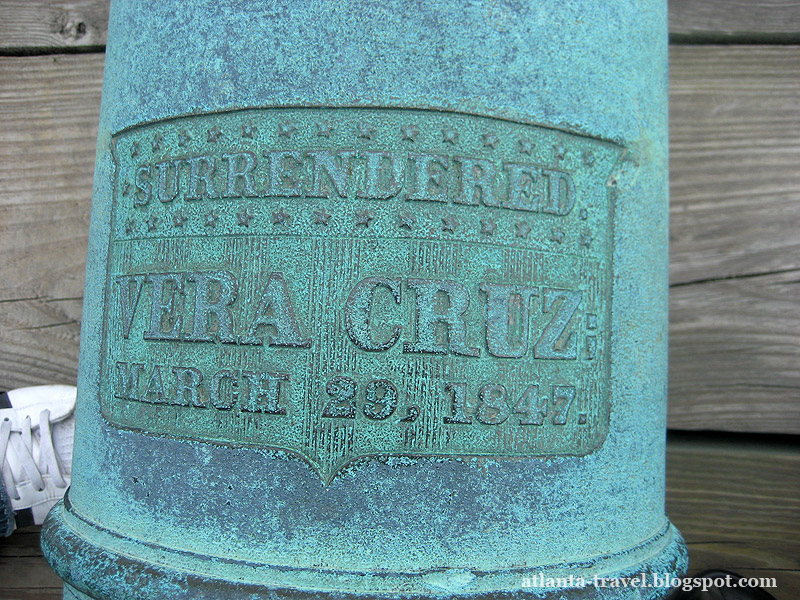 SURRENDERED.
VERA CRUZ:
MARCH 29, 1847.
atlanta-travel.blogspot.com